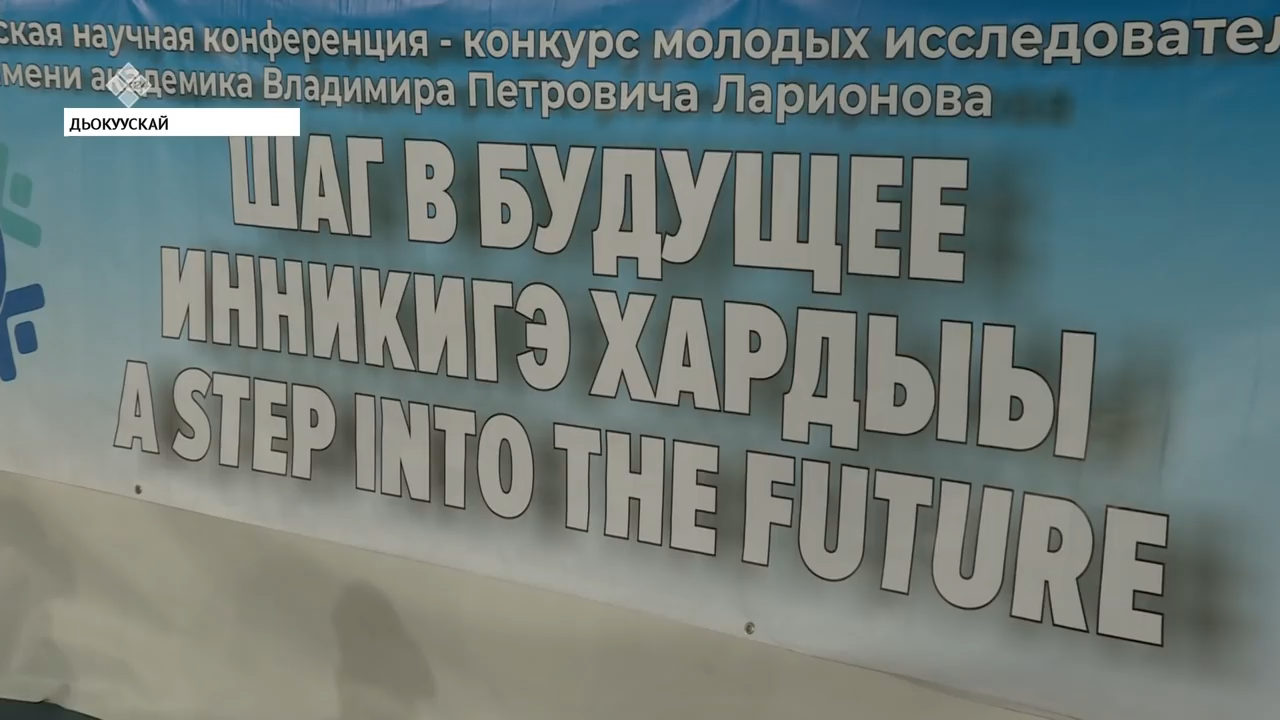 ская научная конференция - конкурс молодых исследовател
мени академика Владимира Петровича Ларионова
ДЬОКУУСКАЙ
ШАГ В БУДУЩЕЕ
ИННИКИГЭ ХАРДЫЫ
A STEP INTO THE FUTURE